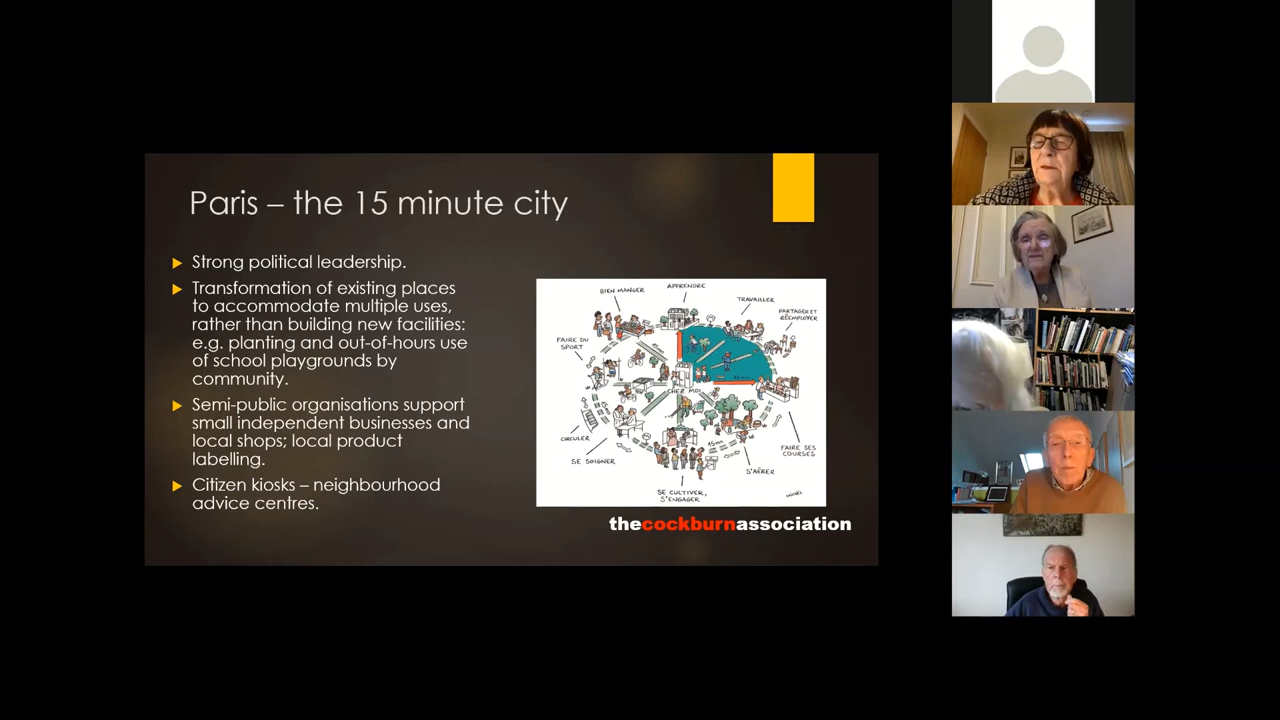 Paris – the 15 minute city
Strong political leadership.
Transformation of existing places
to accommodate multiple uses,
rather than building new facilities:
e.g. planting and out-of-hours use
of school playgrounds by
community.
Semi-public organisations support
small independent businesses and
local shops; local product
labelling.
Citizen kiosks – neighbourhood
advice centres.
BIEN MANGER
APPRENDRE
TRAVAILLER
PARTAGER ET
RÉEMPLOYER
FAIRE DU
SPORT
CHEZ MOI
CIRCULER
SE SOIGNER
15mn
FAIRE SES
COURSES
S'AÉRER
SE CULTIVER,
S'ENGAGER
thecockburnassociation